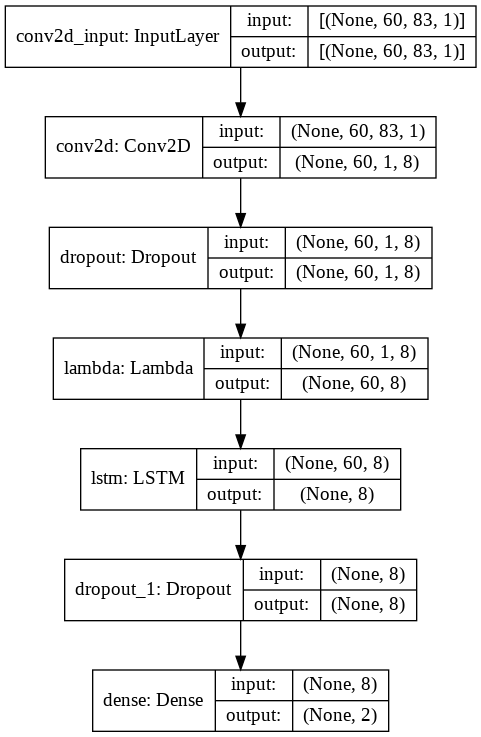 conv2d_input: InputLayer
input:
[(None, 60, 83, 1)]
output:
[(None, 60, 83, 1)]
conv2d: Conv2D
input:
(None, 60, 83, 1)
output:
(None, 60, 1, 8)
dropout: Dropout
input:
(None, 60, 1, 8)
output:
(None, 60, 1, 8)
lambda: Lambda
input:
(None, 60, 1, 8)
output:
(None, 60, 8)
lstm: LSTM
input:
(None, 60, 8)
output:
(None, 8)
dropout_1: Dropout
input:
(None, 8)
output:
(None, 8)
dense: Dense
input:
(None, 8)
output:
(None, 2)